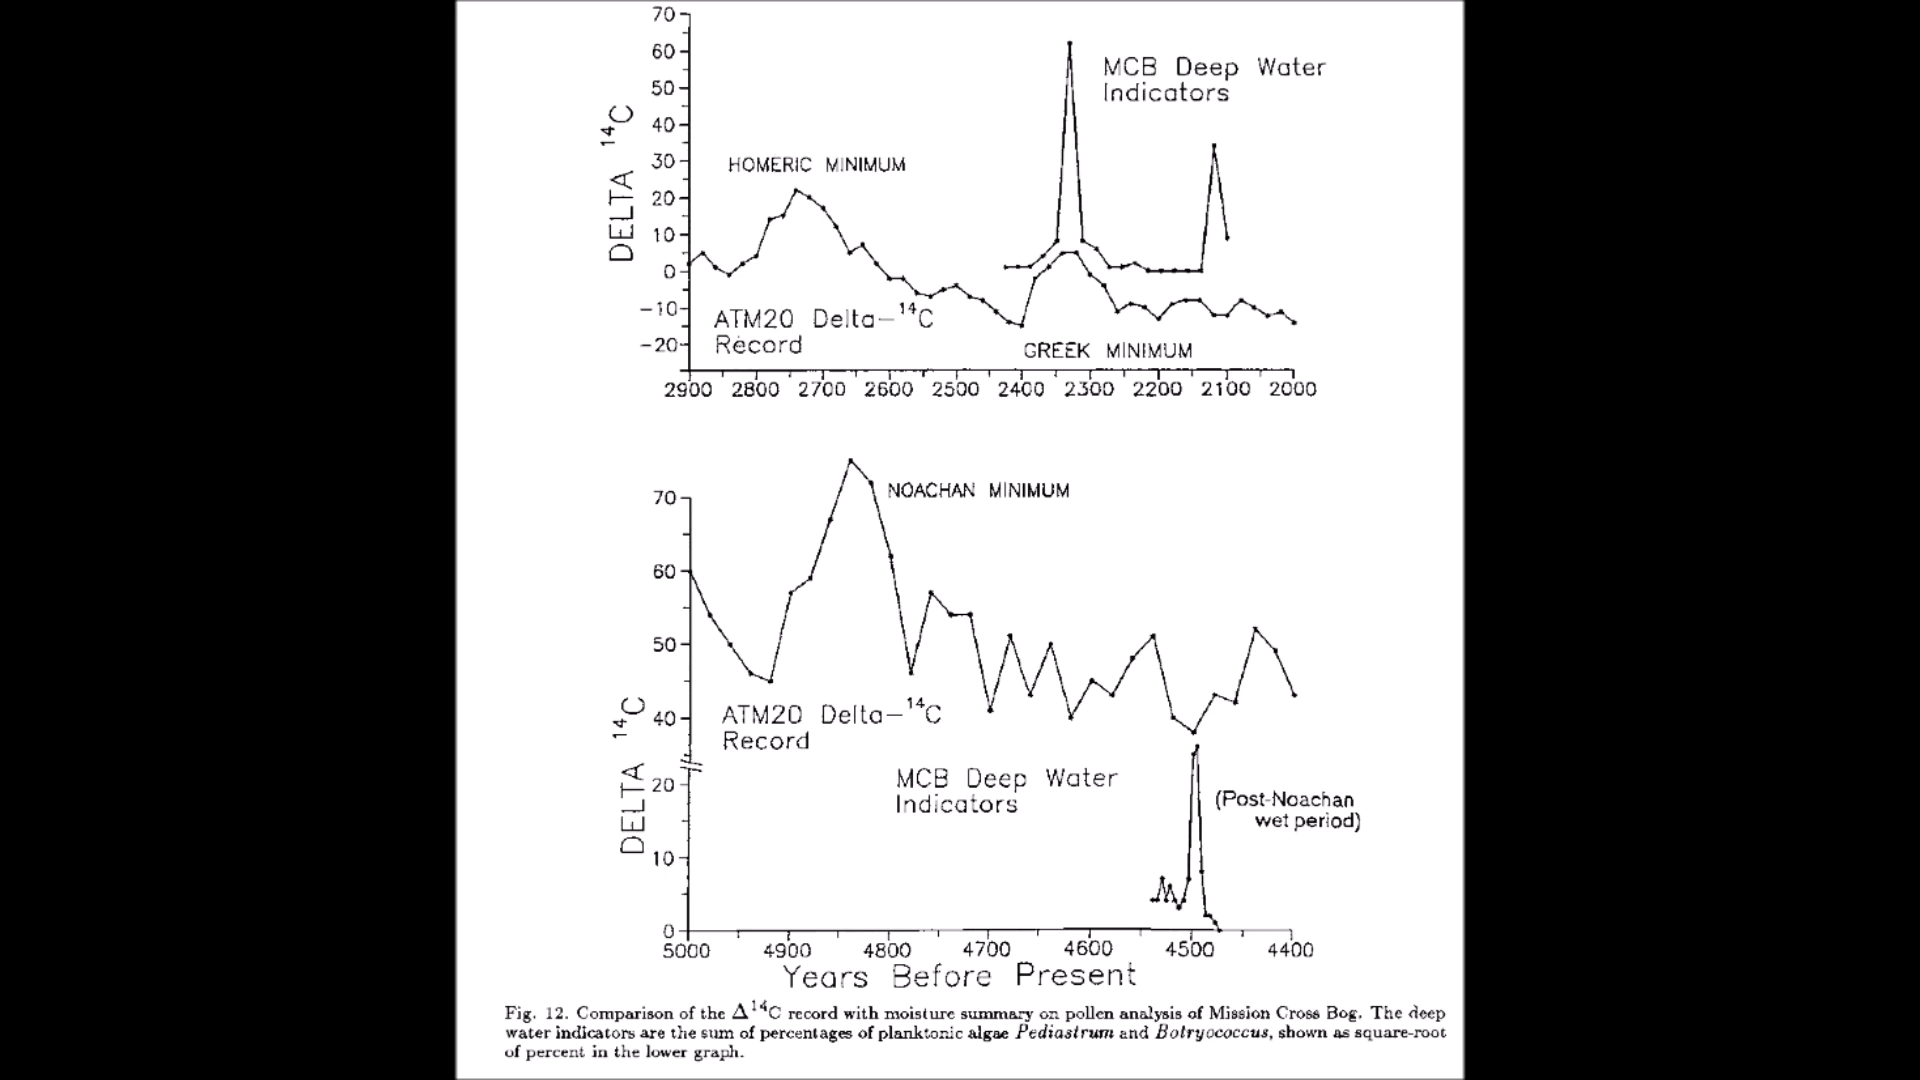 70
60
50
40
30
20
10
0
−10
−20
DELTA ¹⁴C
MCB Deep Water
Indicators
HOMERIC MINIMUM
ATM20 Delta−¹⁴C
Record
GREEK MINIMUM
2900 2800 2700 2600 2500 2400 2300 2200 2100 2000
70
60
50
40
20
10
0
DELTA ¹⁴C
DELTA
NOACHAN MINIMUM
ATM20 Delta−¹⁴C
Record
MCB Deep Water
Indicators
(Post-Noachan
wet period)
5000 4900 4800 4700 4600 4500 4400
Years Before Present
Fig. 12. Comparison of the Δ¹⁴C record with moisture summary on pollen analysis of Mission Cross Bog. The deep
water indicators are the sum of percentages of planktonic algae Pediastrum and Botryococcus, shown as square-root
of percent in the lower graph.